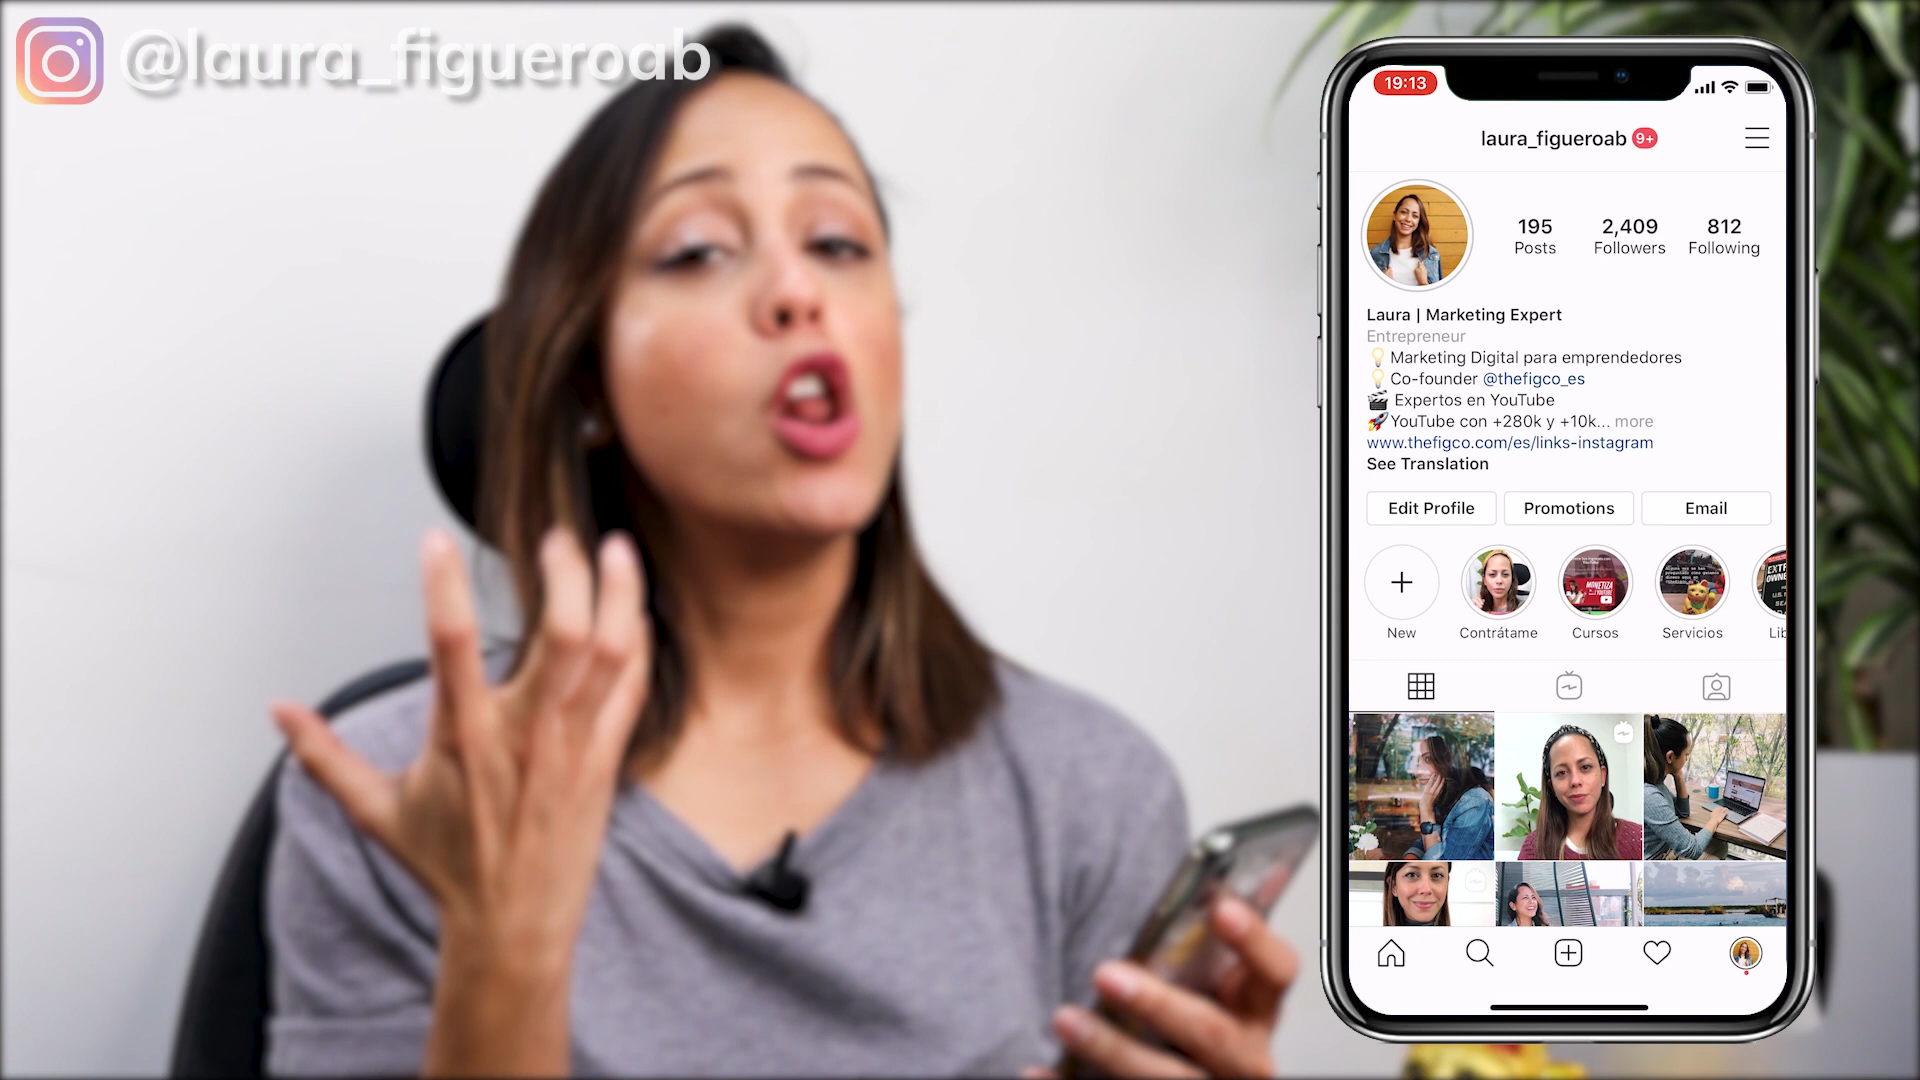 @laura_figueroab
19:13
laura_figueroab 9+
195
Posts
2,409
Followers
812
Following
Laura | Marketing Expert
Entrepreneur
Marketing Digital para emprendedores
Co-founder @thefigco_es
Expertos en YouTube
YouTube con +280k y +10k... more
www.thefigco.com/es/links-instagram
See Translation
Edit Profile
Promotions
Email
MONETIZA
New
Contrátame
Cursos
Servicios
Lib